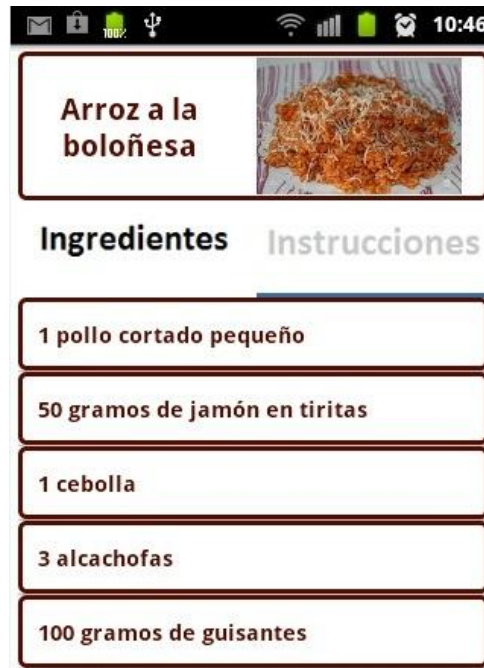 100%
10:46
Arroz a la
boloñesa
Ingredientes
Instrucciones
1 pollo cortado pequeño
50 gramos de jamón en tiritas
1 cebolla
3 alcachofas
100 gramos de guisantes